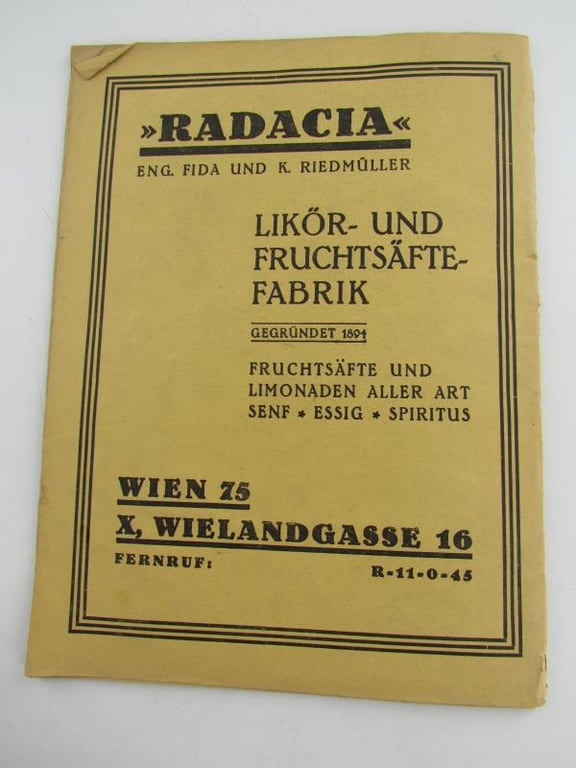 »RADACIA«
ENG. FIDA UND K. RIEDMÜLLER
LIKÖR- UND
FRUCHTSÄFTE-
FABRIK
GEGRÜNDET 1894
FRUCHTSÄFTE UND
LIMONADEN ALLER ART
SENF * ESSIG * SPIRITUS
WIEN 75
X, WIELANDGASSE 16
FERNRUF: R-11-0-45